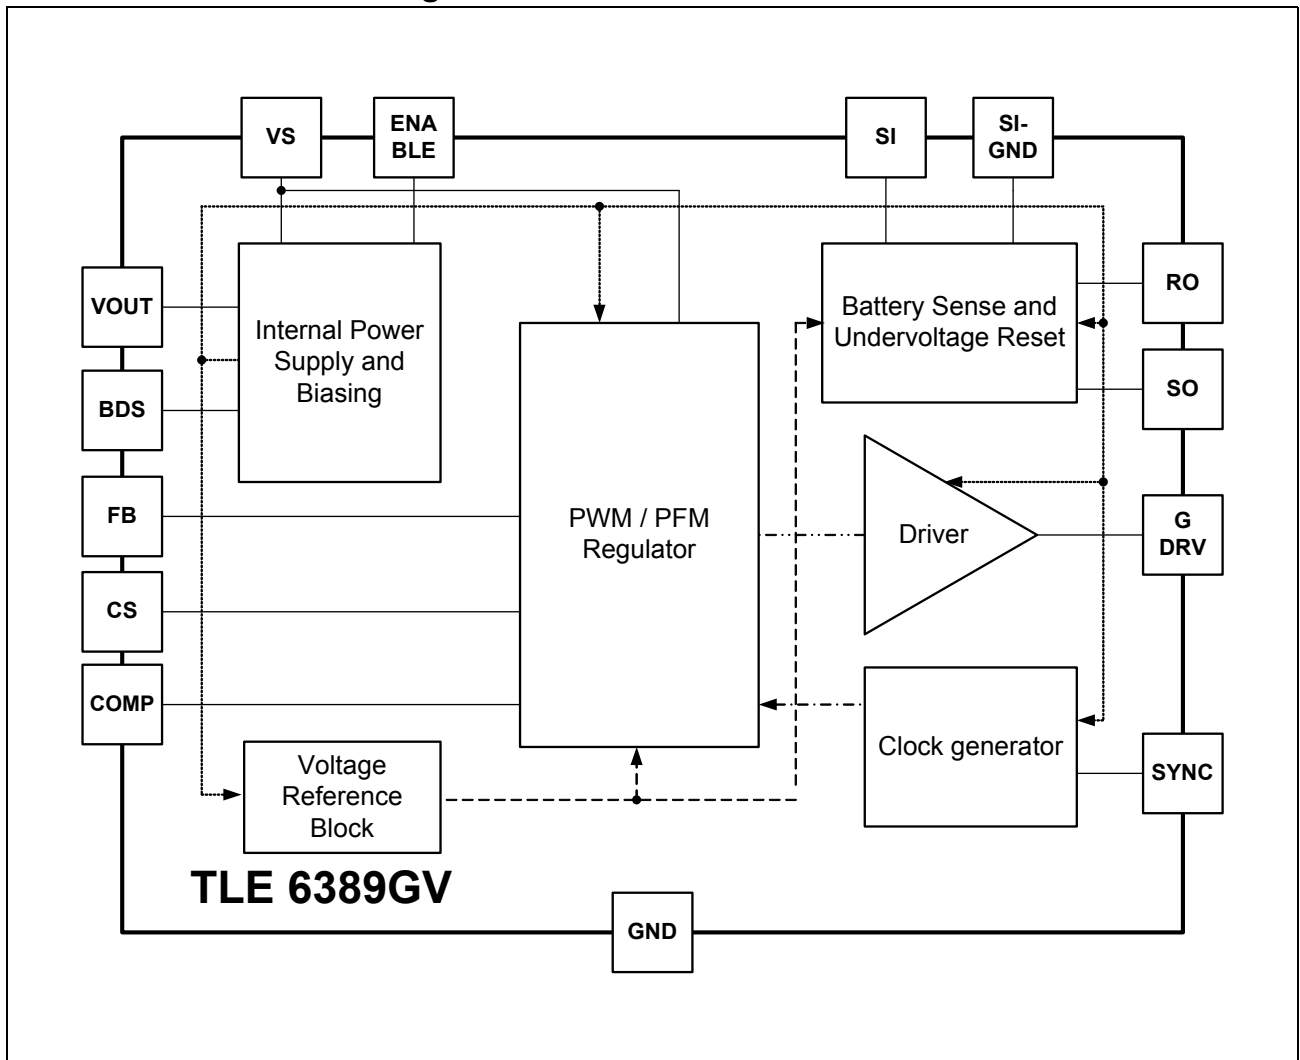 VS
ENA
BLE
SI
SI-
GND
VOUT
BDS
FB
CS
COMP
Internal Power
Supply and
Biasing
PWM / PFM
Regulator
Battery Sense and
Undervoltage Reset
RO
SO
Driver
G
DRV
Clock generator
SYNC
Voltage
Reference
Block
TLE 6389GV
GND